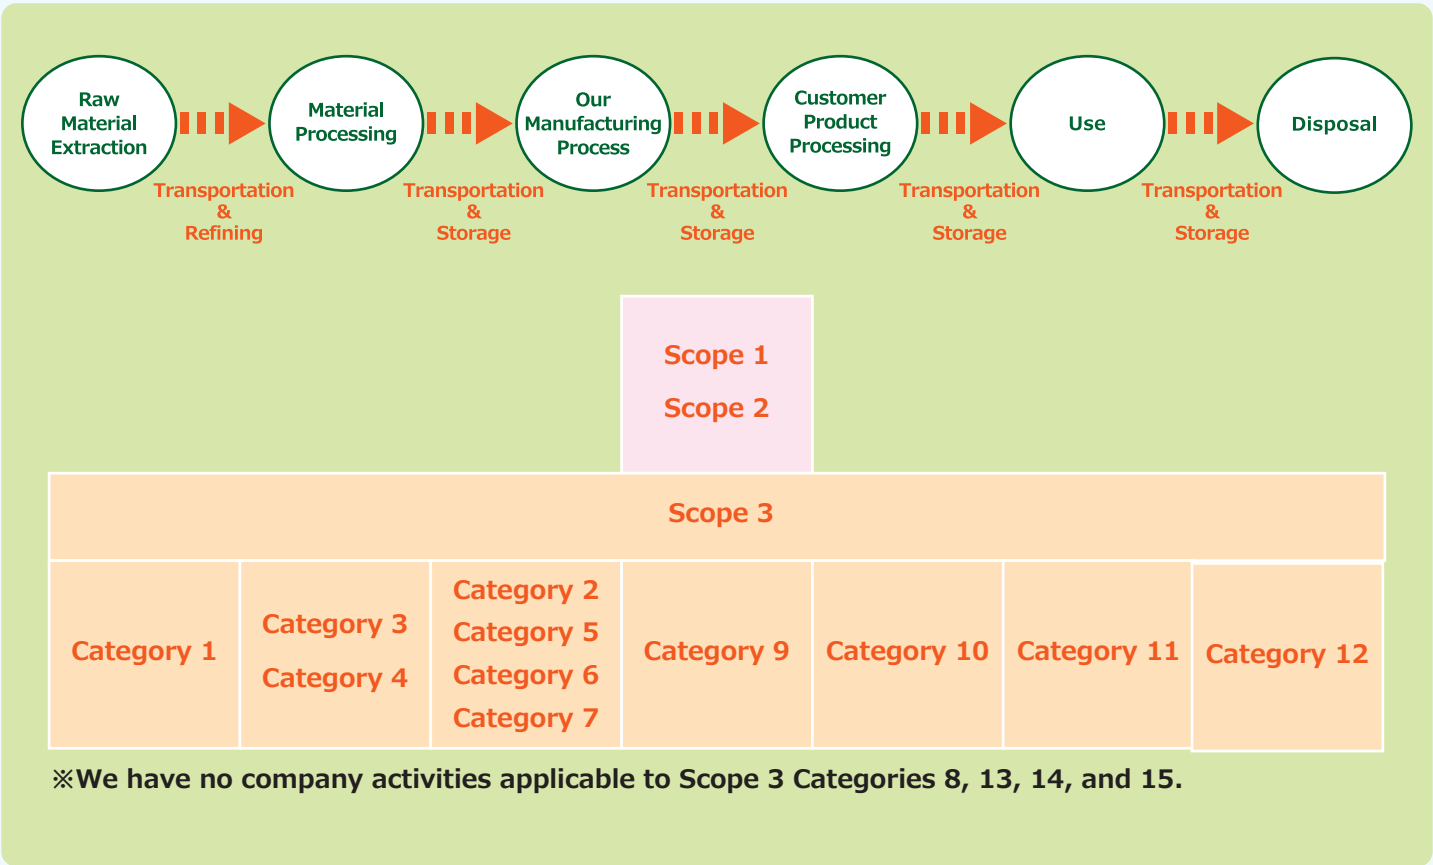 Raw
Material
Extraction
Material
Processing
Our
Manufacturing
Process
Customer
Product
Processing
Use
Disposal
Transportation
&
Refining
Transportation
&
Storage
Transportation
&
Storage
Transportation
&
Storage
Transportation
&
Storage
Scope 1
Scope 2
Scope 3
Category 1
Category 3
Category 4
Category 2
Category 5
Category 6
Category 7
Category 9
Category 10
Category 11
Category 12
※We have no company activities applicable to Scope 3 Categories 8, 13, 14, and 15.